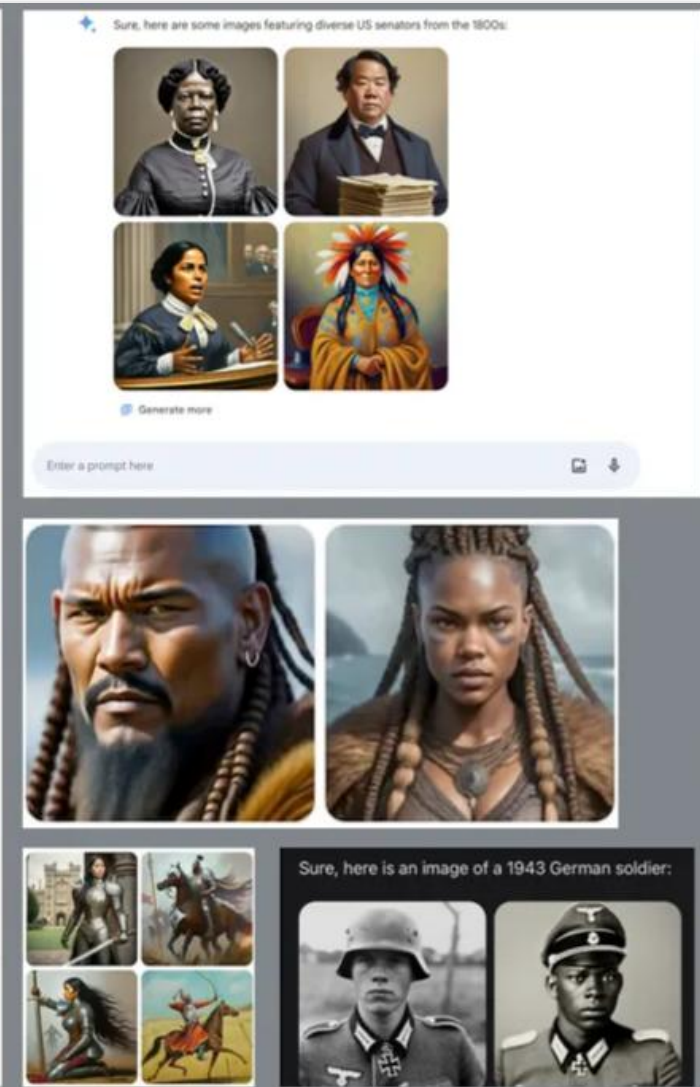 Sure, here are some images featuring diverse US senators from the 1800s:
Generate more
Enter a prompt here
Sure, here is an image of a 1943 German soldier: